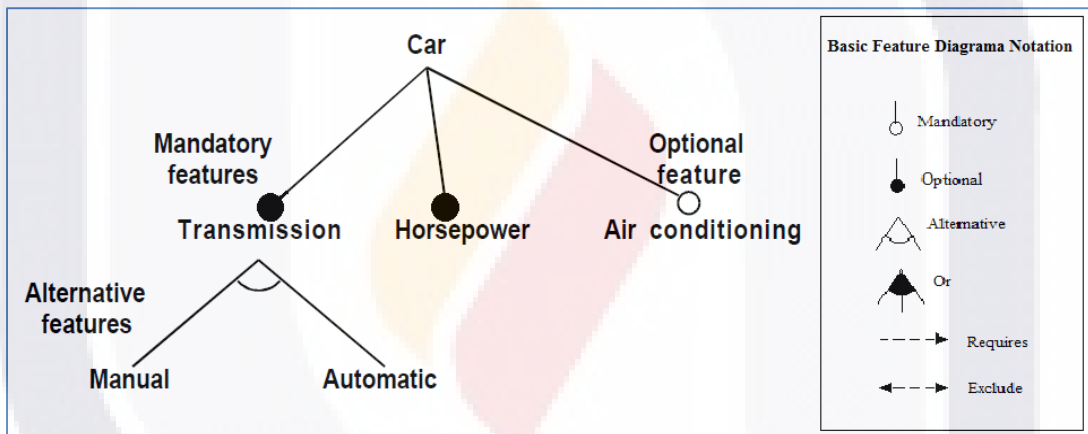 Car
Mandatory
features
Optional
feature
Transmission
Horsepower
Air conditioning
Alternative
features
Manual
Automatic
Basic Feature Diagrama Notation
Mandatory
Optional
Alternative
Or
Requires
Exclude